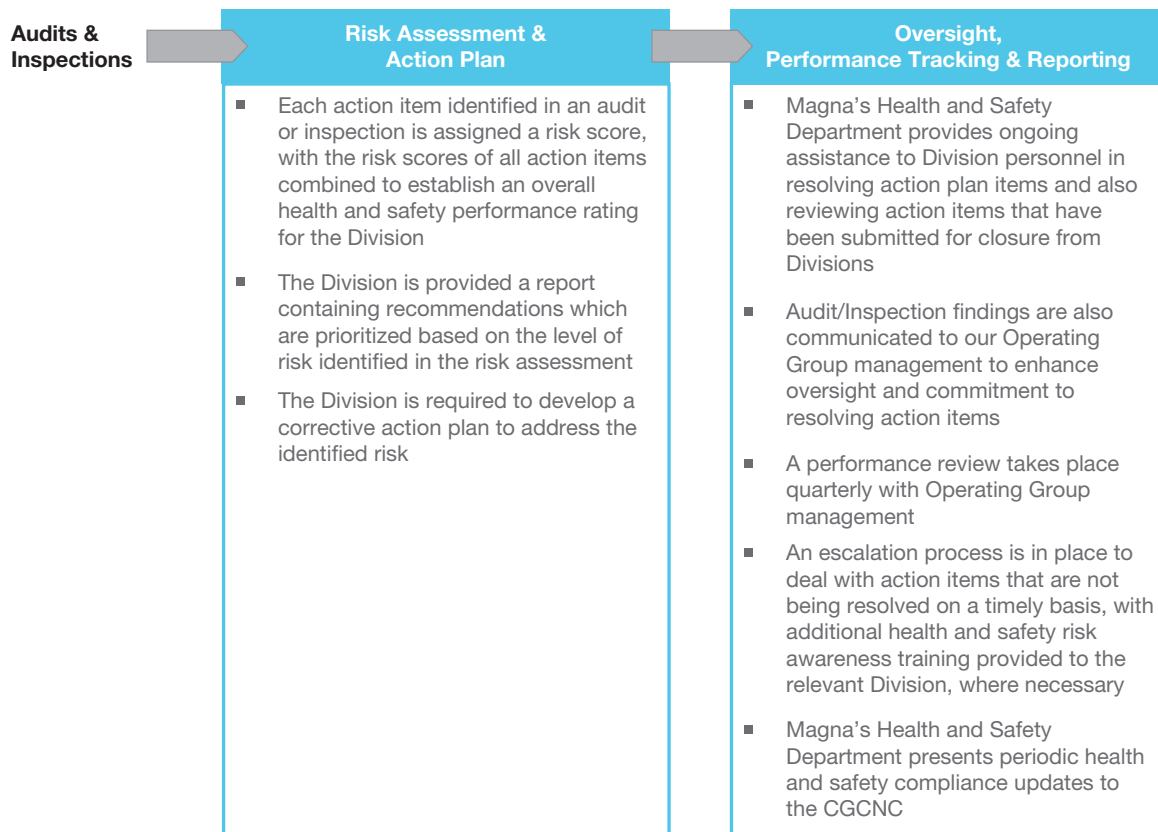 Audits &
Inspections
Risk Assessment &
Action Plan
■ Each action item identified in an audit
or inspection is assigned a risk score,
with the risk scores of all action items
combined to establish an overall
health and safety performance rating
for the Division
■ The Division is provided a report
containing recommendations which
are prioritized based on the level of
risk identified in the risk assessment
■ The Division is required to develop a
corrective action plan to address the
identified risk
Oversight,
Performance Tracking & Reporting
■ Magna’s Health and Safety
Department provides ongoing
assistance to Division personnel in
resolving action plan items and also
reviewing action items that have
been submitted for closure from
Divisions
■ Audit/Inspection findings are also
communicated to our Operating
Group management to enhance
oversight and commitment to
resolving action items
■ A performance review takes place
quarterly with Operating Group
management
■ An escalation process is in place to
deal with action items that are not
being resolved on a timely basis, with
additional health and safety risk
awareness training provided to the
relevant Division, where necessary
■ Magna’s Health and Safety
Department presents periodic health
and safety compliance updates to
the CGCNC